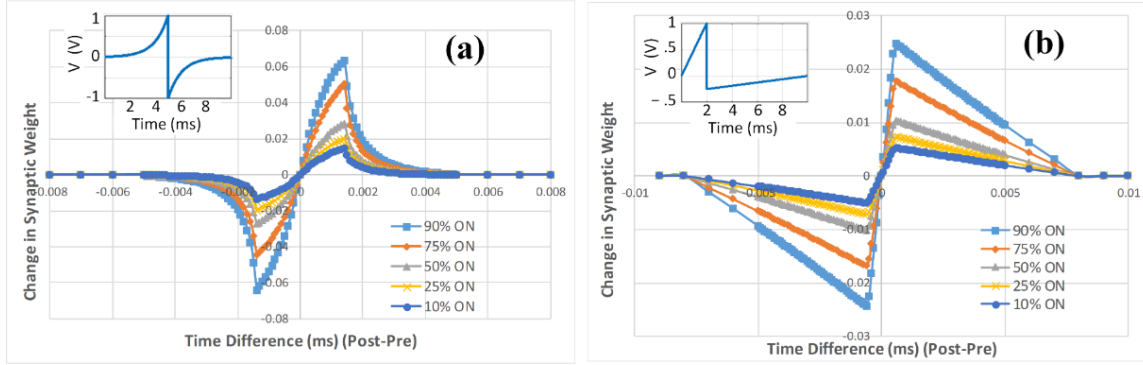 (a)
V (V)
1
0
-1
2 4 6 8
Time (ms)
Change in Synaptic Weight
0.08
0.06
0.04
0.02
0
-0.04
-0.06
-0.08
0.008 -0.006 -0.004 -0.002 0 0.002 0.004 0.006 0.008
90% ON
75% ON
50% ON
25% ON
10% ON
Time Difference (ms) (Post-Pre)
(b)
V (V)
1
.5
0
-.5
2 4 6 8
Time (ms)
Change in Synaptic Weight
0.03
0.02
0.01
0
-0.01
-0.02
-0.03
-0.01 -0.005 0 0.005 0.01
90% ON
75% ON
50% ON
25% ON
10% ON
Time Difference (ms) (Post-Pre)